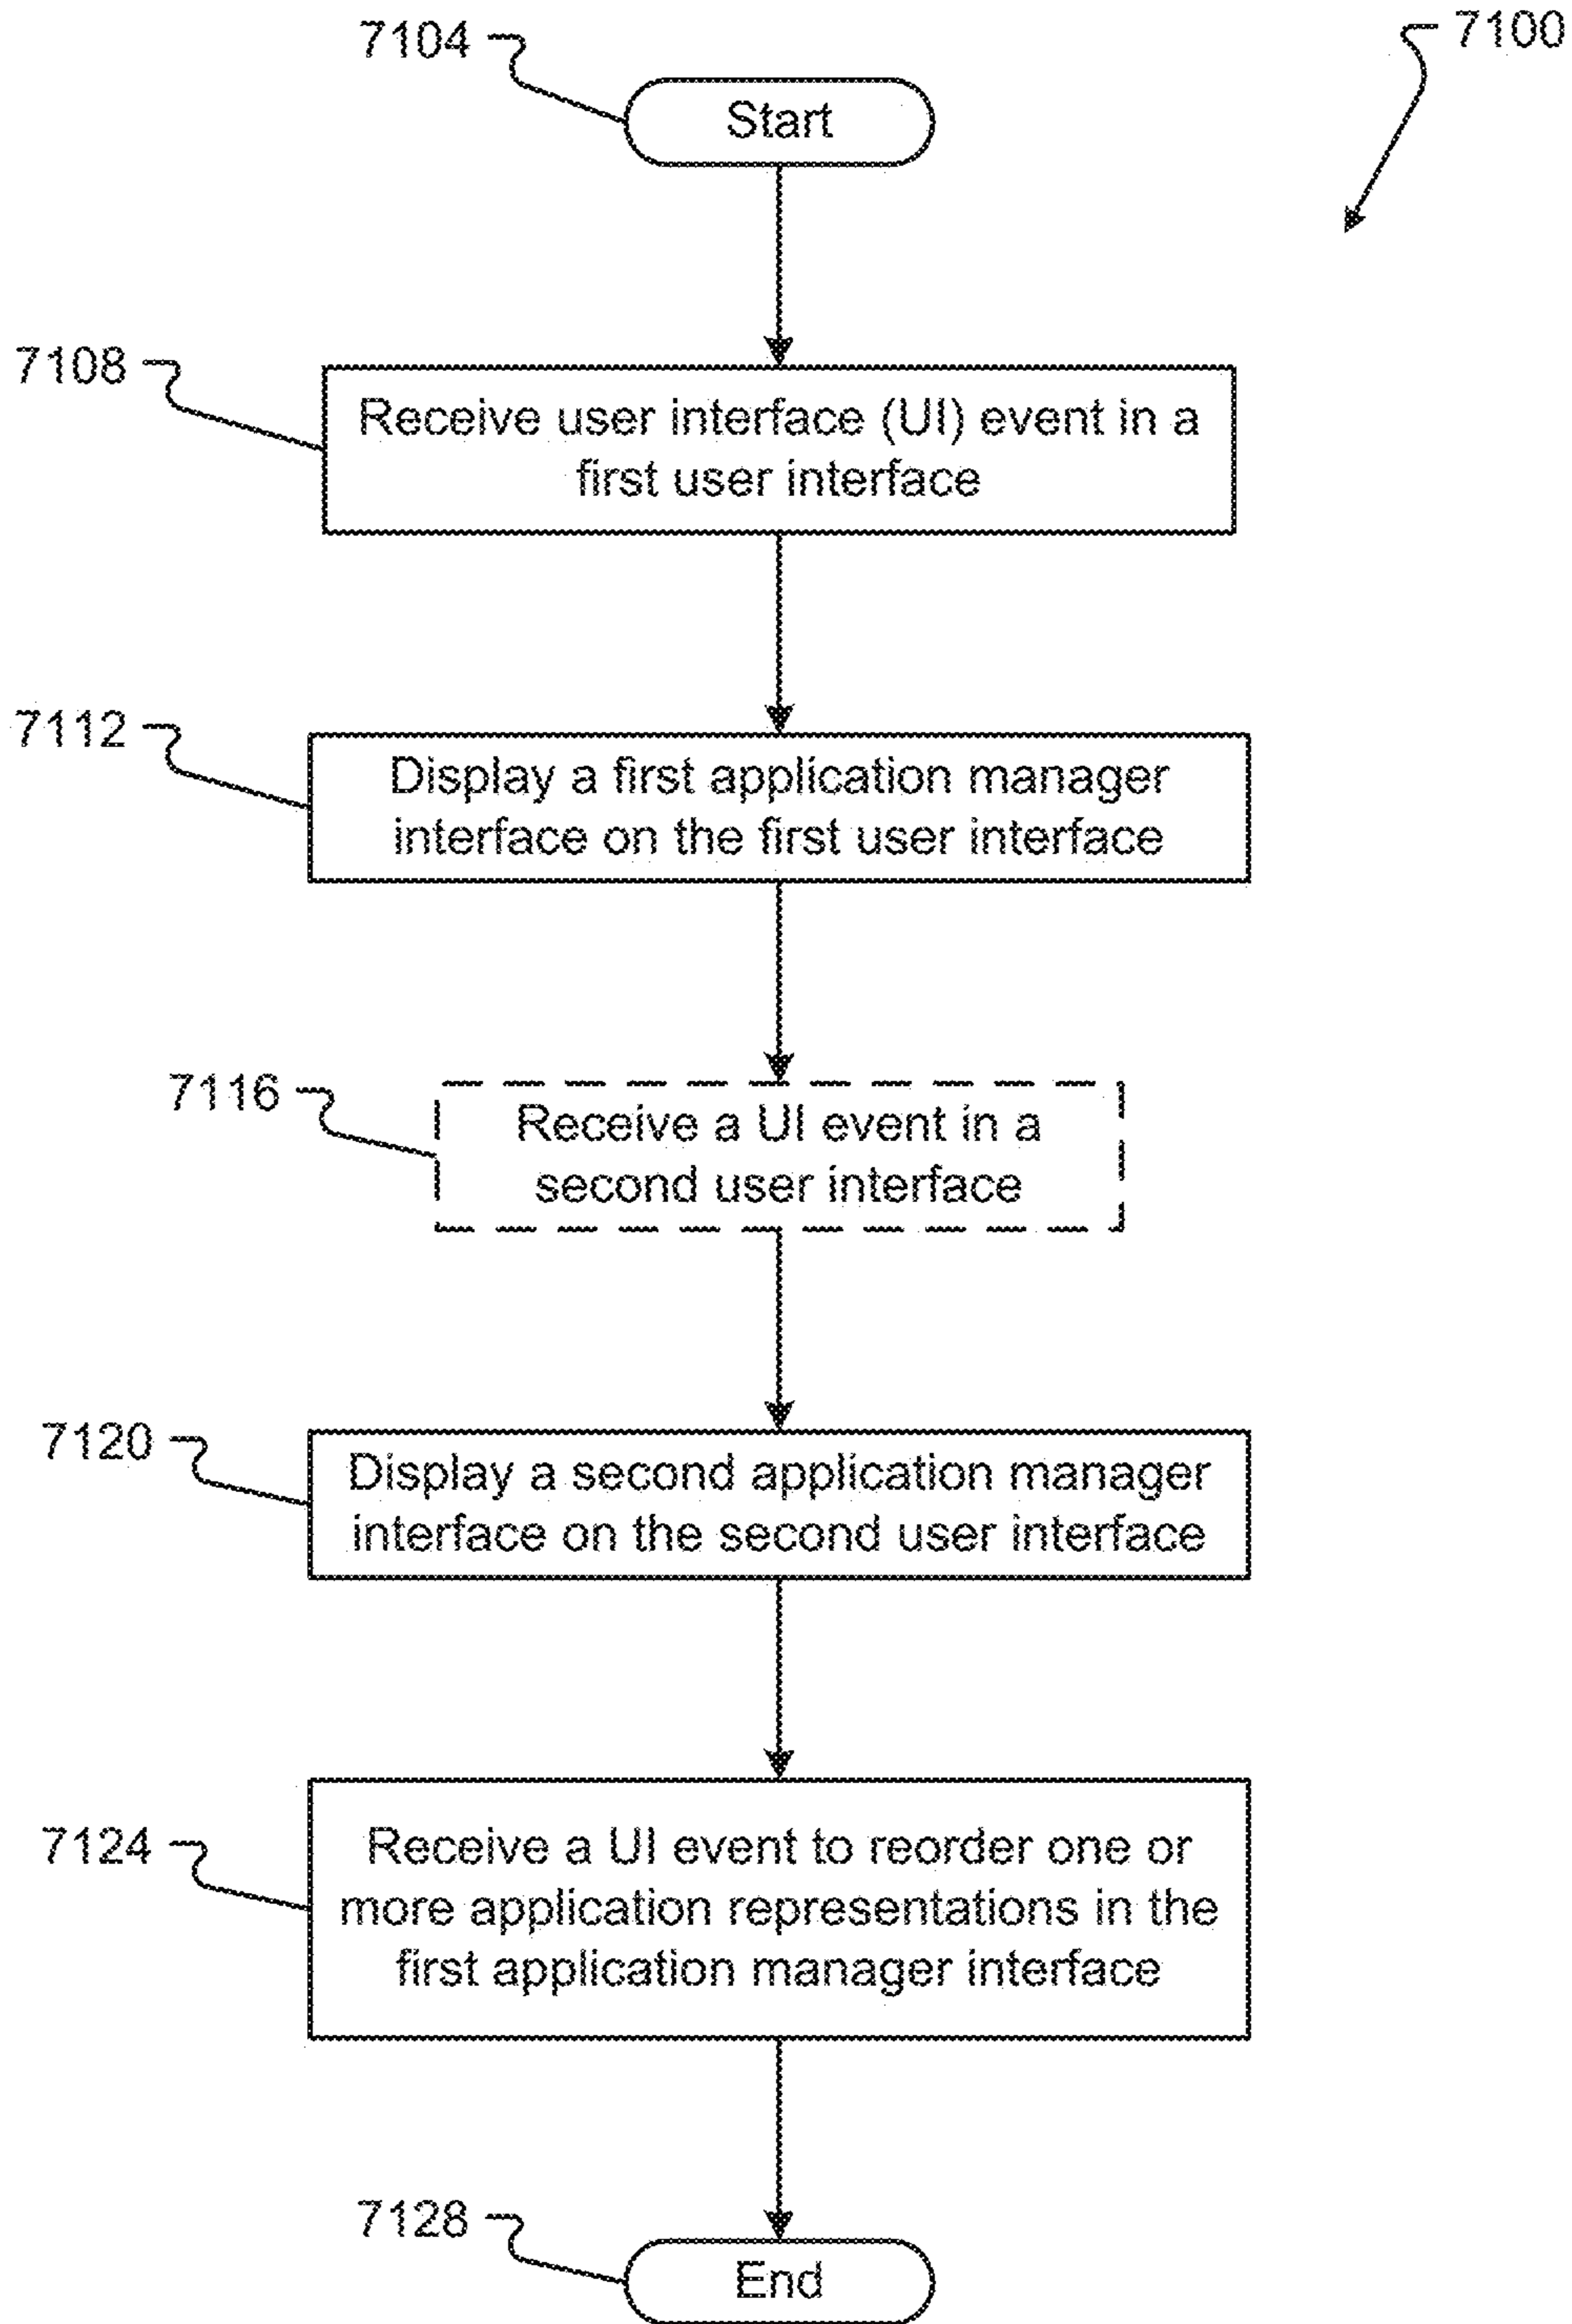 7104
7100
Start
7108
Receive user interface (UI) event in a
first user interface
7112
Display a first application manager
interface on the first user interface
7116
Receive a UI event in a
second user interface
7120
Display a second application manager
interface on the second user interface
7124
Receive a UI event to reorder one or
more application representations in the
first application manager interface
7128
End